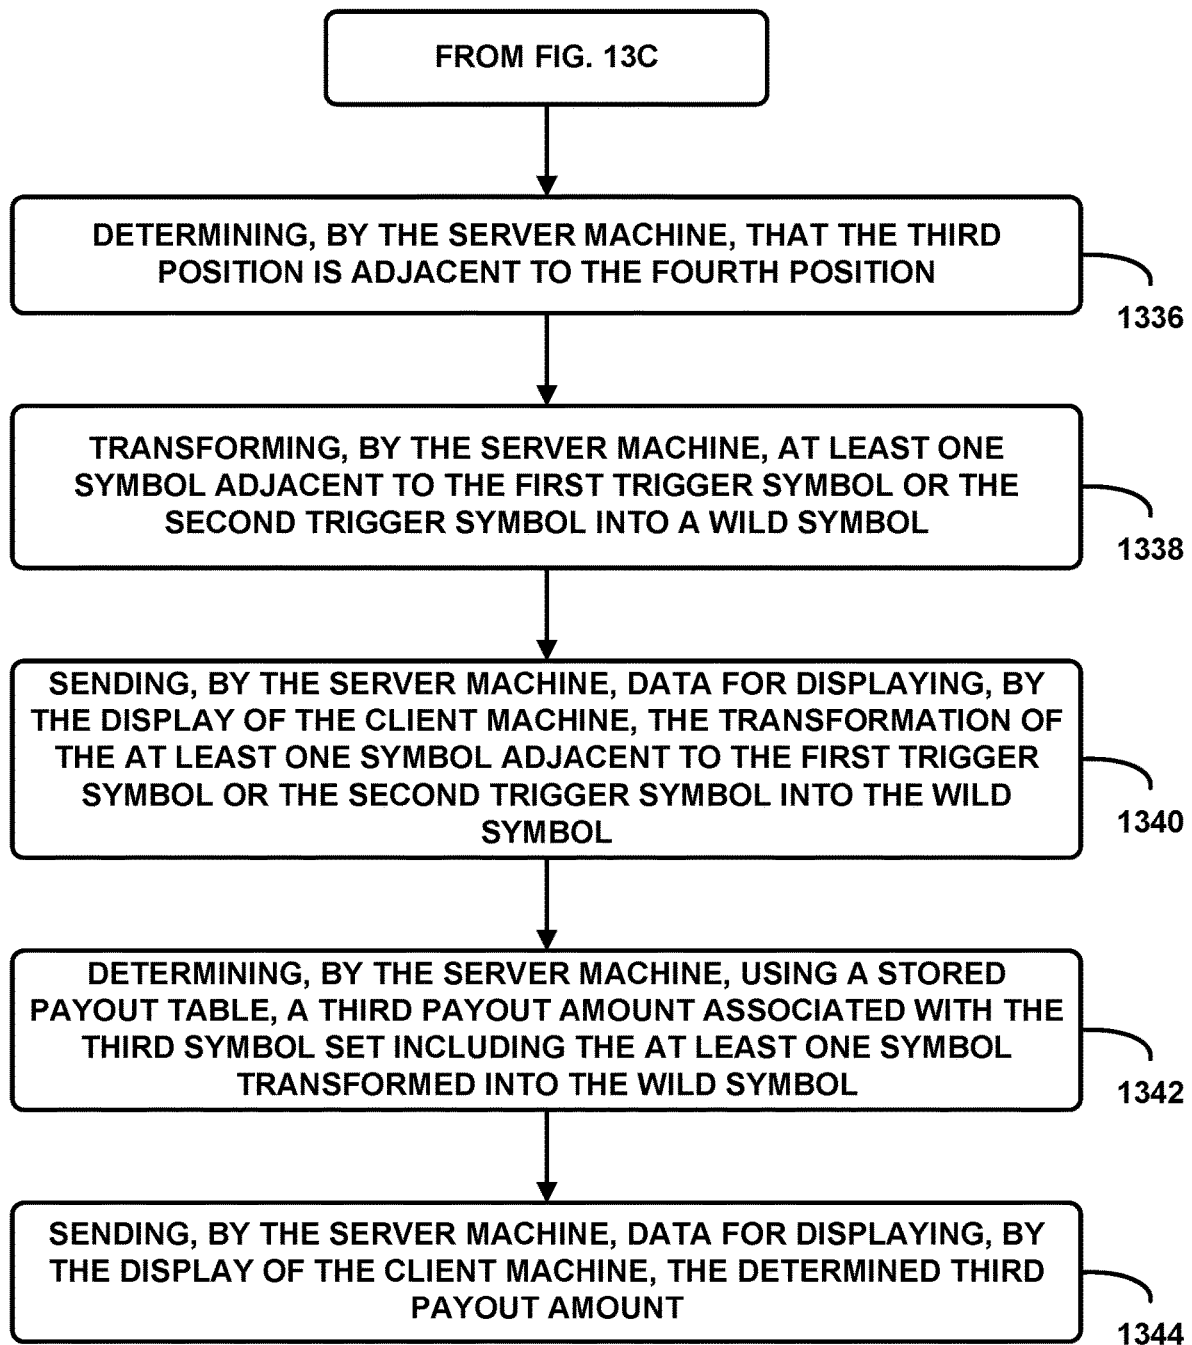 FROM FIG. 13C
DETERMINING, BY THE SERVER MACHINE, THAT THE THIRD
POSITION IS ADJACENT TO THE FOURTH POSITION
1336
TRANSFORMING, BY THE SERVER MACHINE, AT LEAST ONE
SYMBOL ADJACENT TO THE FIRST TRIGGER SYMBOL OR THE
SECOND TRIGGER SYMBOL INTO A WILD SYMBOL
1338
SENDING, BY THE SERVER MACHINE, DATA FOR DISPLAYING, BY
THE DISPLAY OF THE CLIENT MACHINE, THE TRANSFORMATION OF
THE AT LEAST ONE SYMBOL ADJACENT TO THE FIRST TRIGGER
SYMBOL OR THE SECOND TRIGGER SYMBOL INTO THE WILD
SYMBOL
1340
DETERMINING, BY THE SERVER MACHINE, USING A STORED
PAYOUT TABLE, A THIRD PAYOUT AMOUNT ASSOCIATED WITH THE
THIRD SYMBOL SET INCLUDING THE AT LEAST ONE SYMBOL
TRANSFORMED INTO THE WILD SYMBOL
1342
SENDING, BY THE SERVER MACHINE, DATA FOR DISPLAYING, BY
THE DISPLAY OF THE CLIENT MACHINE, THE DETERMINED THIRD
PAYOUT AMOUNT
1344